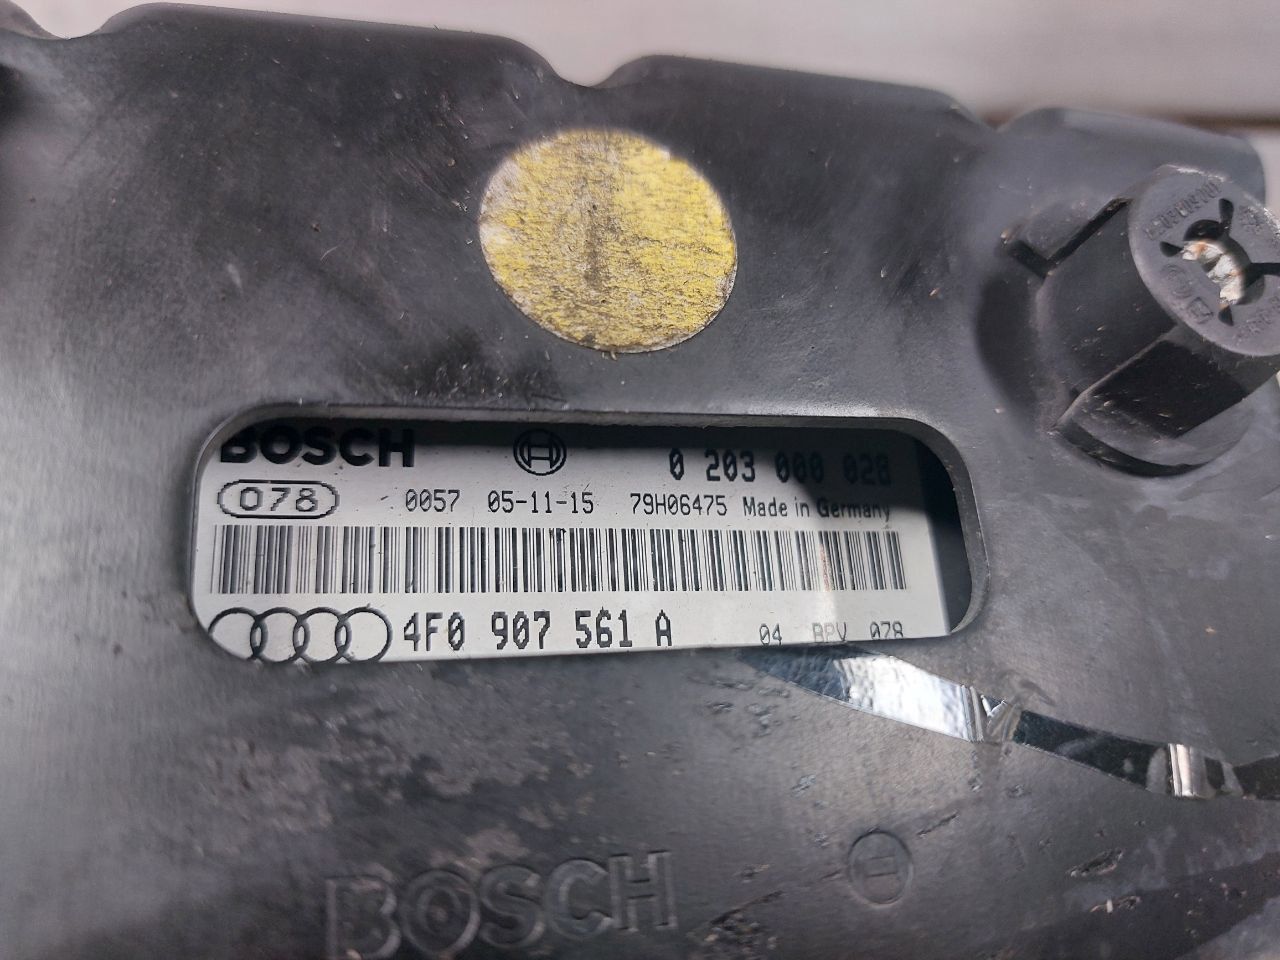 BOSCH 0 203 000 028
078 0057 05-11-15 79H06475 Made in Germany
4F0 907 561 A 04 BPV 078
BOSCH